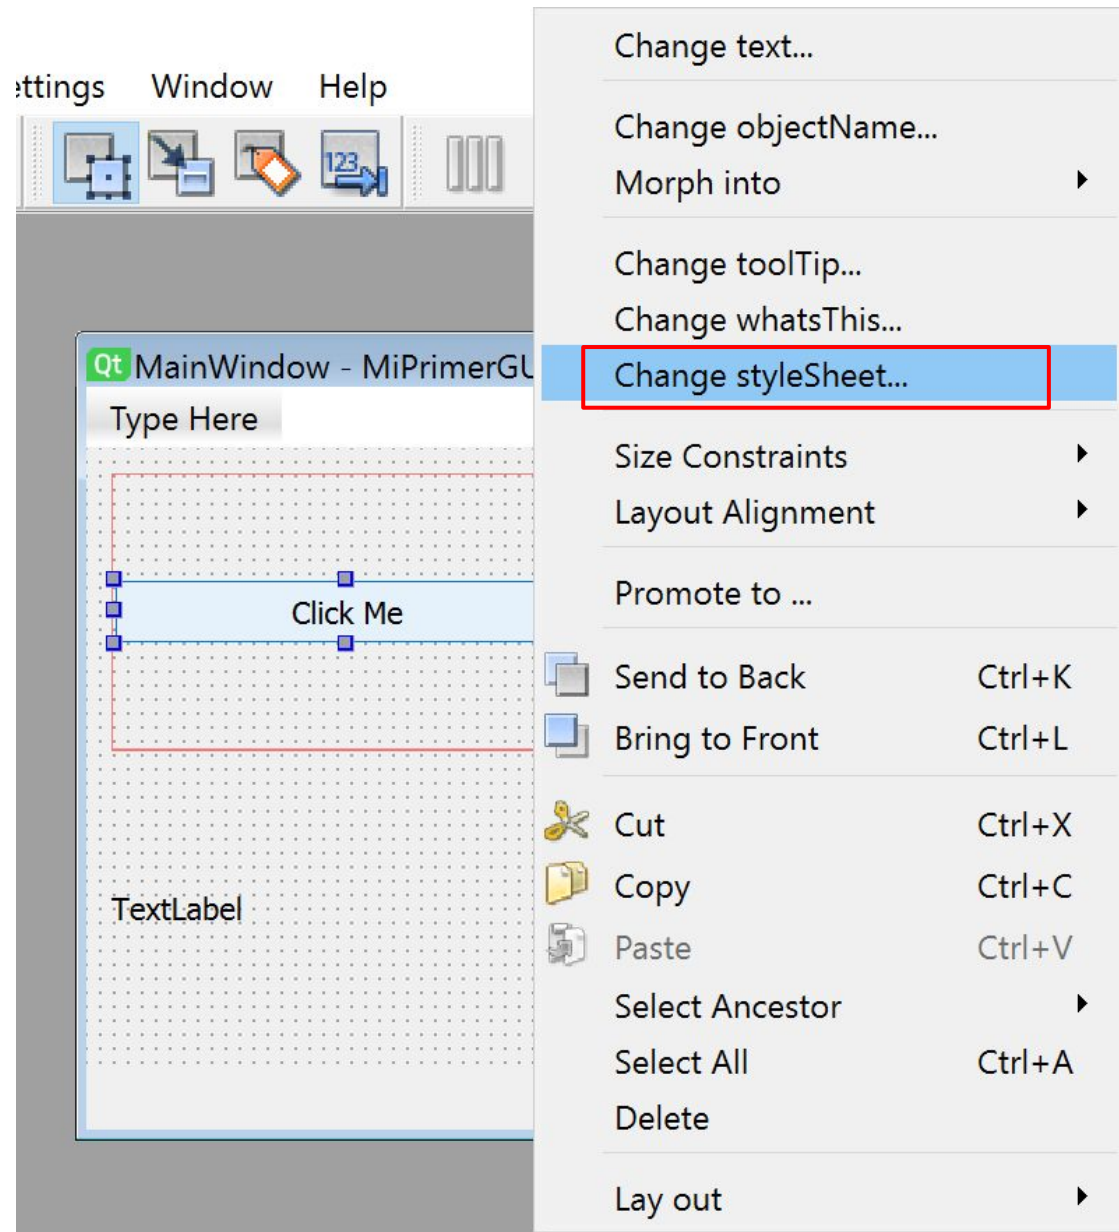 ettings Window Help
123
Qt MainWindow - MiPrimerGU
Type Here
Click Me
TextLabel
Change text...
Change objectName...
Morph into
Change toolTip...
Change whatsThis...
Change styleSheet...
Size Constraints
Layout Alignment
Promote to ...
Send to Back Ctrl+K
Bring to Front Ctrl+L
Cut Ctrl+X
Copy Ctrl+C
Paste Ctrl+V
Select Ancestor
Select All Ctrl+A
Delete
Lay out